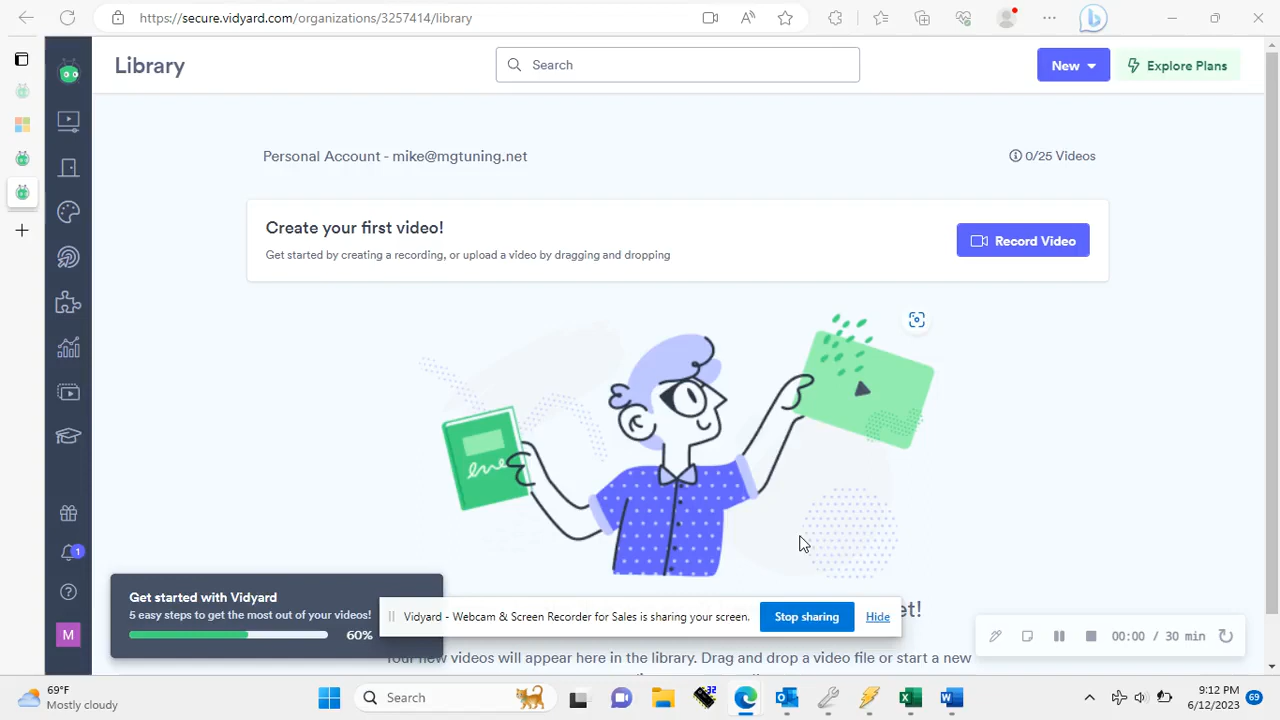 https://secure.vidyard.com/organizations/3257414/library
Library
Search
New
Explore Plans
Personal Account - mike@mgtuning.net
0/25 Videos
Create your first video!
Get started by creating a recording, or upload a video by dragging and dropping
Record Video
Get started with Vidyard
5 easy steps to get the most out of your videos!
60%
Vidyard - Webcam & Screen Recorder for Sales is sharing your screen.
Stop sharing
Hide
00:00 / 30 min
1
M
new videos will appear here in the library. Drag and drop a video file or start a new
69°F
Mostly cloudy
Search
9:12 PM
6/12/2023
69